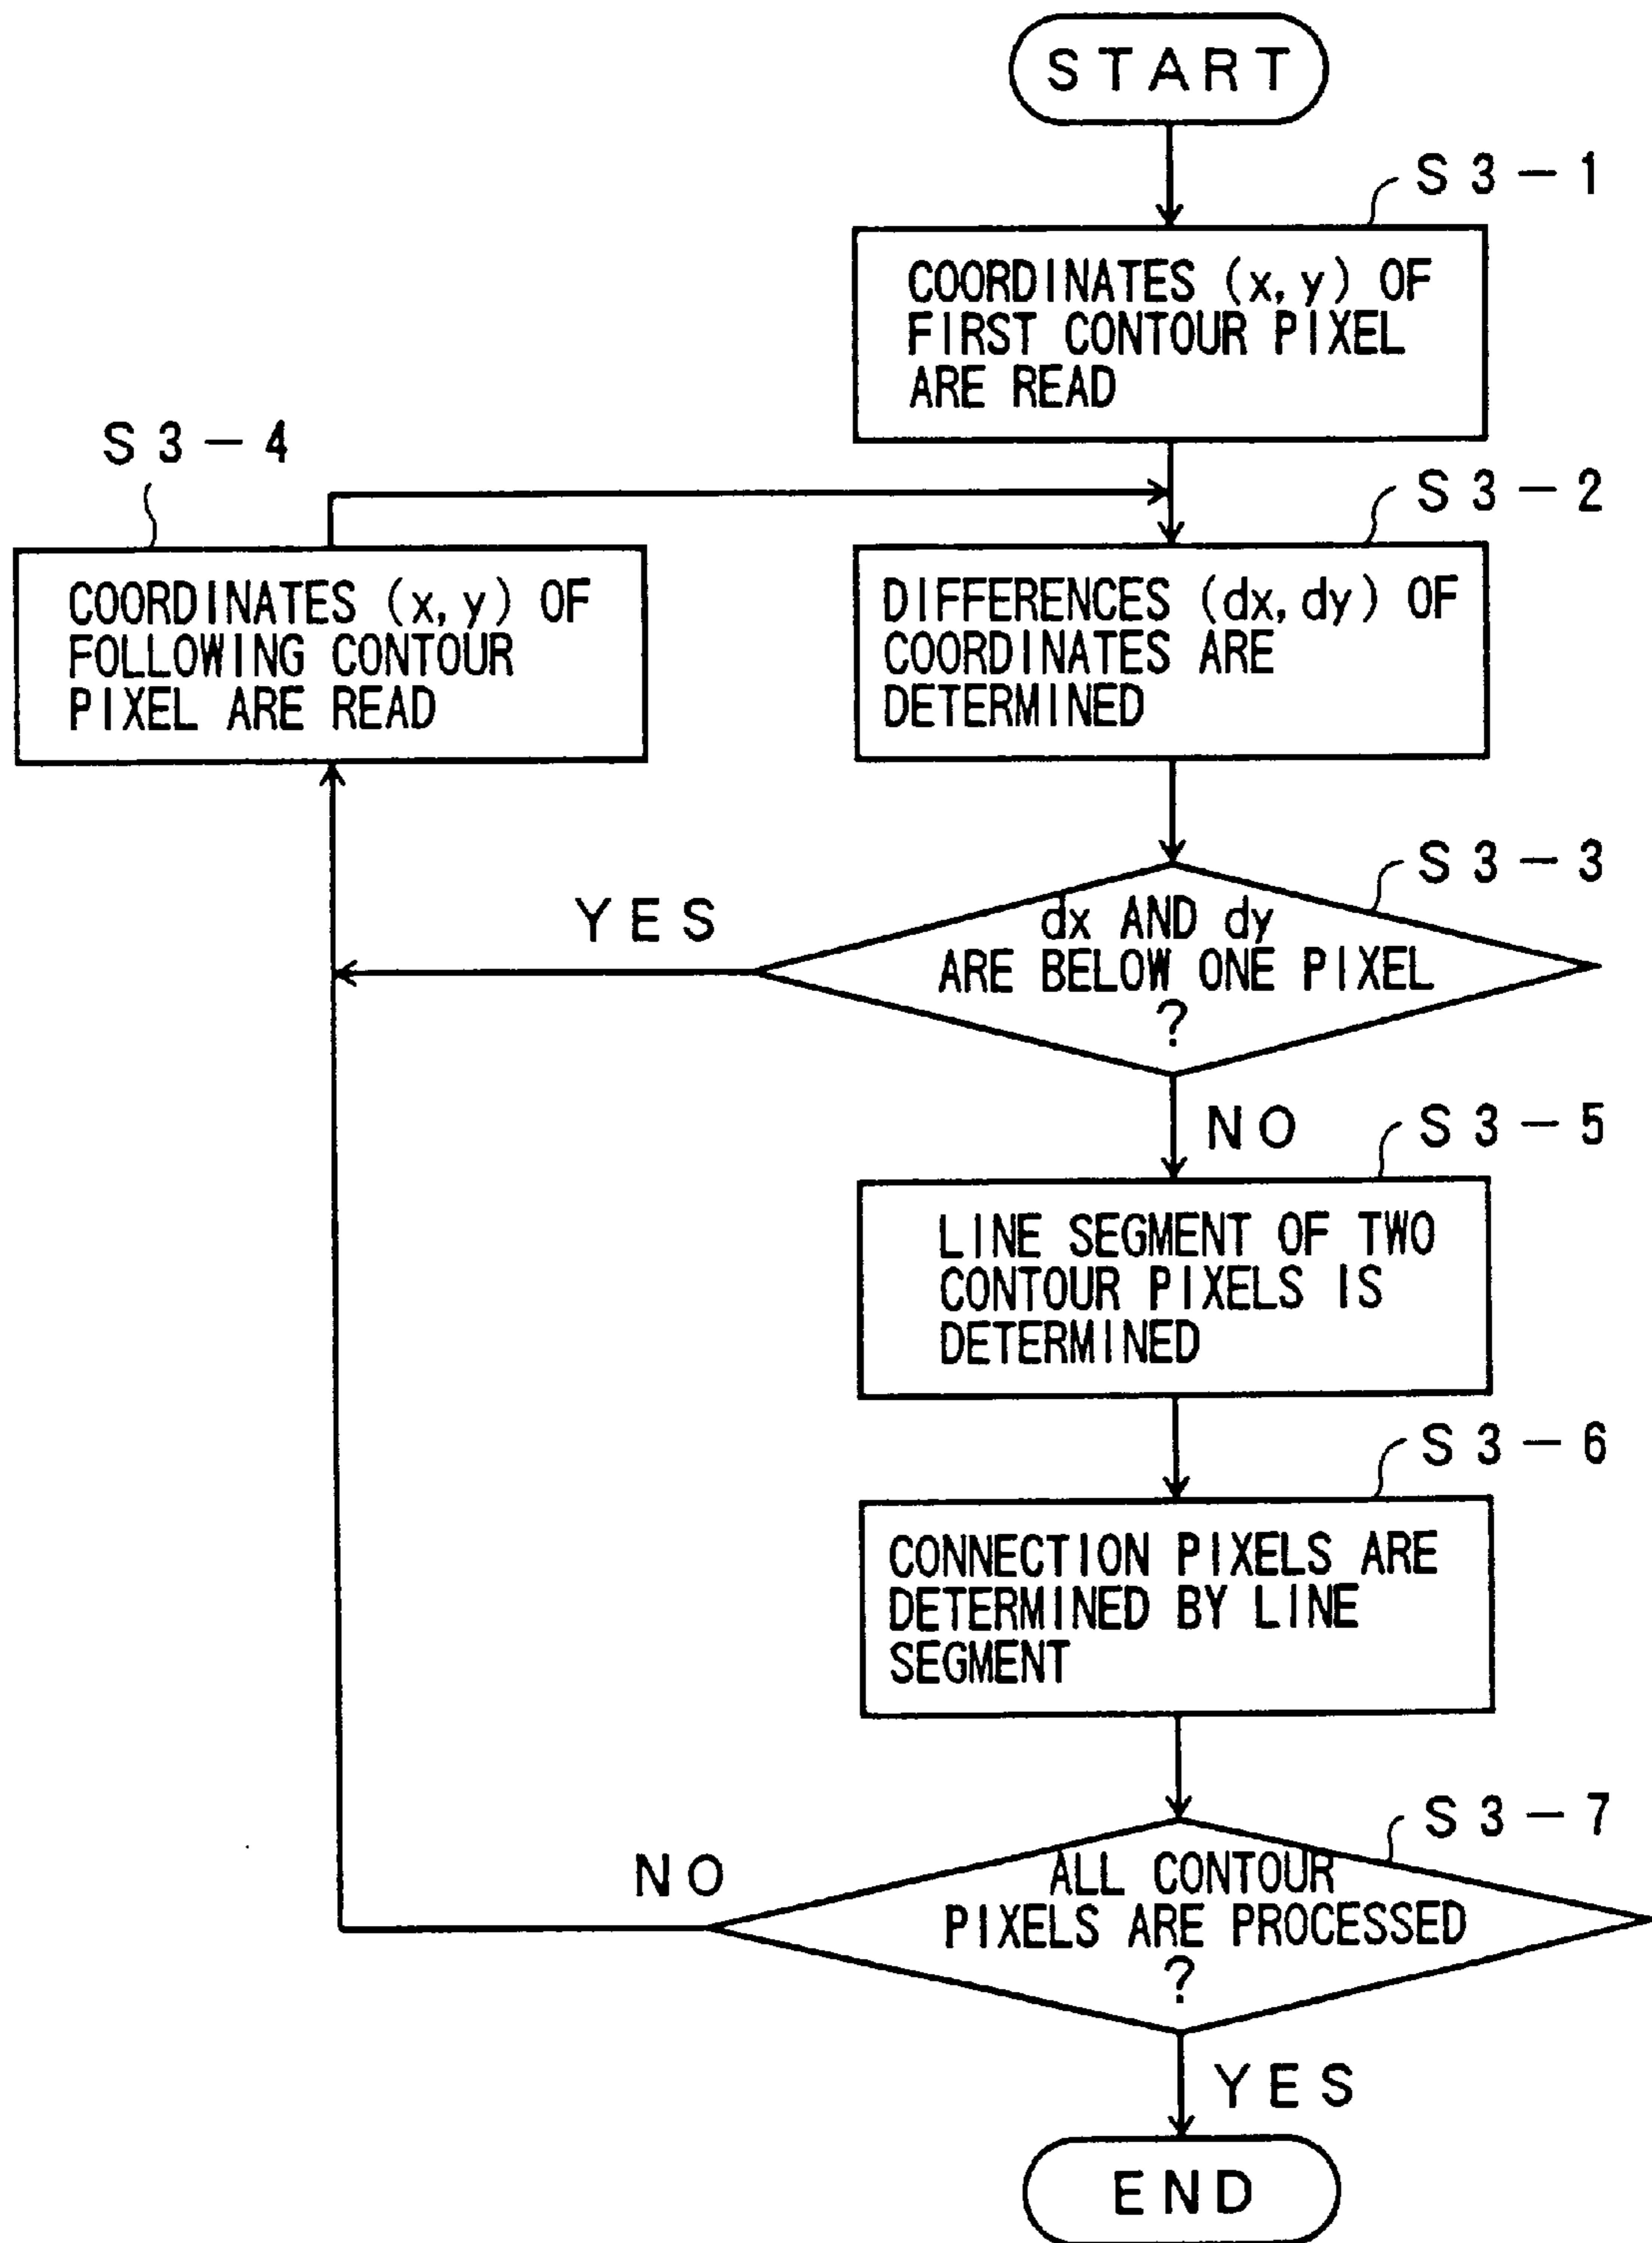 START
S3-1
COORDINATES (x, y) OF
FIRST CONTOUR PIXEL
ARE READ
S3-4
COORDINATES (x, y) OF
FOLLOWING CONTOUR
PIXEL ARE READ
S3-2
DIFFERENCES (dx, dy) OF
COORDINATES ARE
DETERMINED
S3-3
dx AND dy
ARE BELOW ONE PIXEL
?
YES
NO
S3-5
LINE SEGMENT OF TWO
CONTOUR PIXELS IS
DETERMINED
S3-6
CONNECTION PIXELS ARE
DETERMINED BY LINE
SEGMENT
S3-7
ALL CONTOUR
PIXELS ARE PROCESSED
?
NO
YES
END